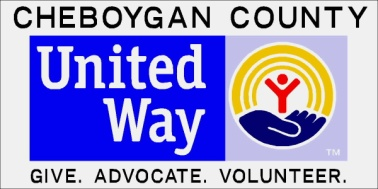 CHEBOYGAN COUNTY
United
Way
TM
GIVE. ADVOCATE. VOLUNTEER.